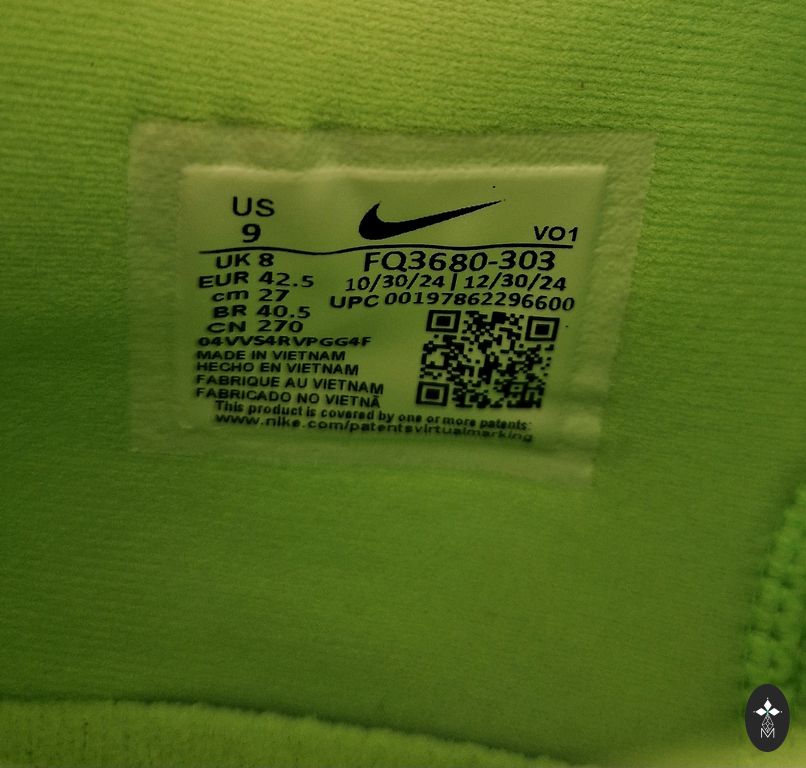 US
9
VO1
UK 8
EUR 42.5
cm 27
BR 40.5
CN 270
FQ3680-303
10/30/24 | 12/30/24
UPC 00197862296600
04VVS4RVPGG4F
MADE IN VIETNAM
HECHO EN VIETNAM
FABRIQUE AU VIETNAM
FABRICADO NO VIETNÃ
This product is covered by one or more patents:
www.nike.com/patentsvirtualmarking
M